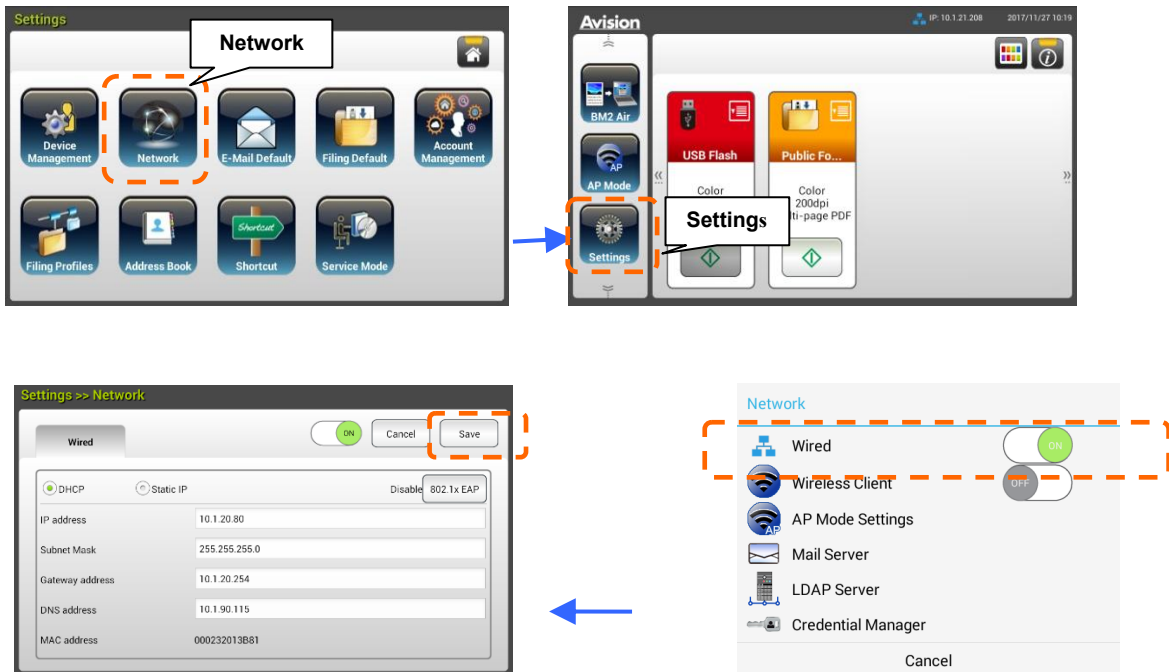 Settings
Network
Device
Management
Network
E-Mail Default
Filing Default
Account
Management
Filing Profiles
Address Book
Shortcut
Shortcut
Service Mode
Avision
IP: 10.1.21.208
2017/11/27 10:19
BM2 Air
AP
AP Mode
Settings
USB Flash
Color
Public Fo...
Color
200dpi
lti-page PDF
Settings
Settings >> Network
Wired
ON
Cancel
Save
DHCP
Static IP
Disable
802.1x EAP
IP address
10.1.20.80
Subnet Mask
255.255.255.0
Gateway address
10.1.20.254
DNS address
10.1.90.115
MAC address
000232013B81
Network
Wired
ON
Wireless Client
OFF
AP
AP Mode Settings
Mail Server
LDAP Server
Credential Manager
Cancel